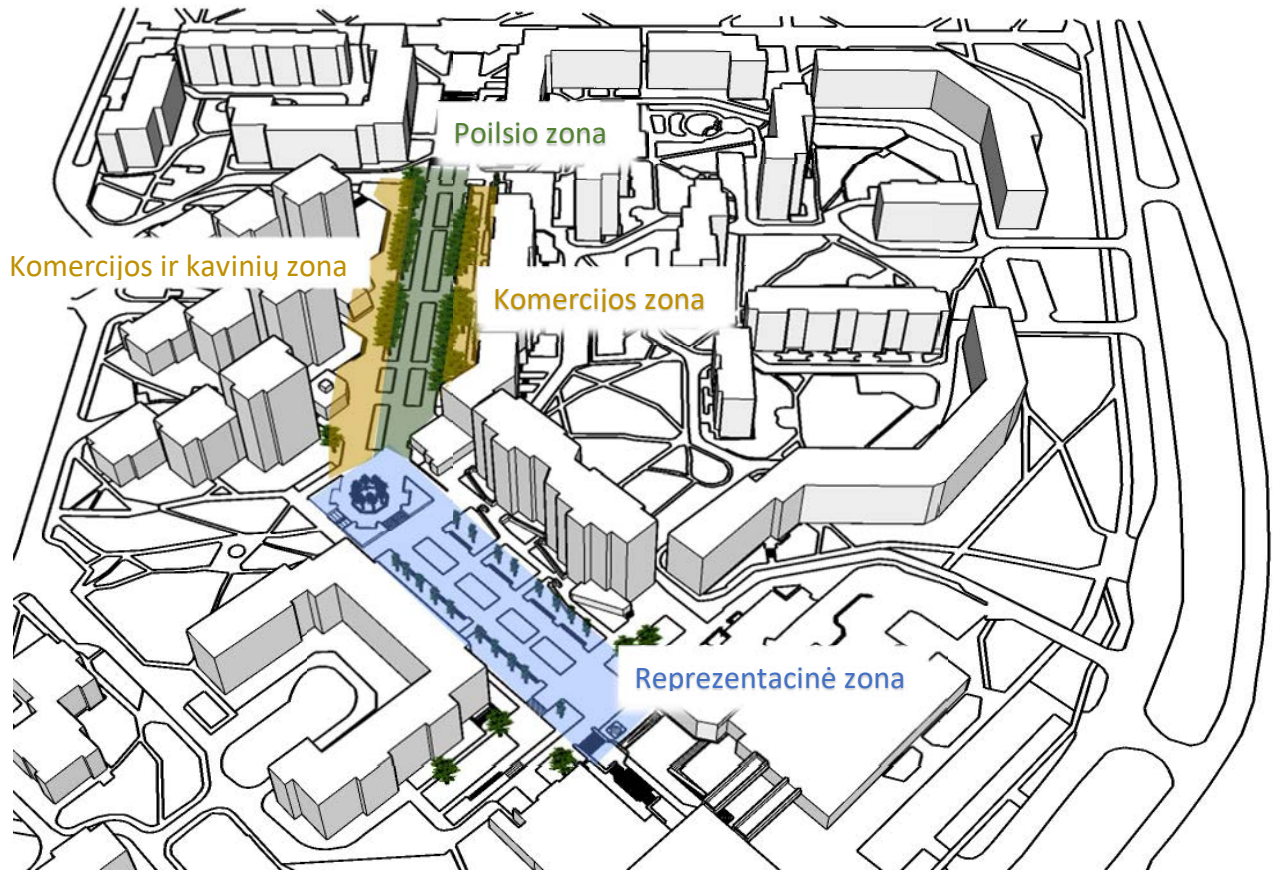 Poilsio zona
Komercijos ir kavinių zona
Komercijos zona
Reprezentacinė zona